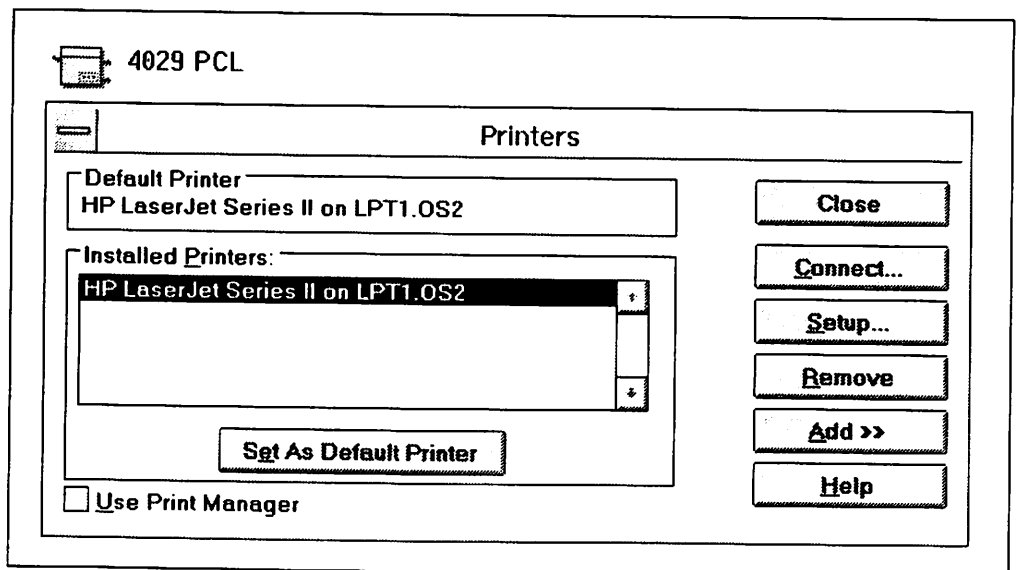 4029 PCL
Printers
Default Printer
HP LaserJet Series II on LPT1.OS2
Installed Printers:
HP LaserJet Series II on LPT1.OS2
Set As Default Printer
Use Print Manager
Close
Connect...
Setup...
Remove
Add >>
Help